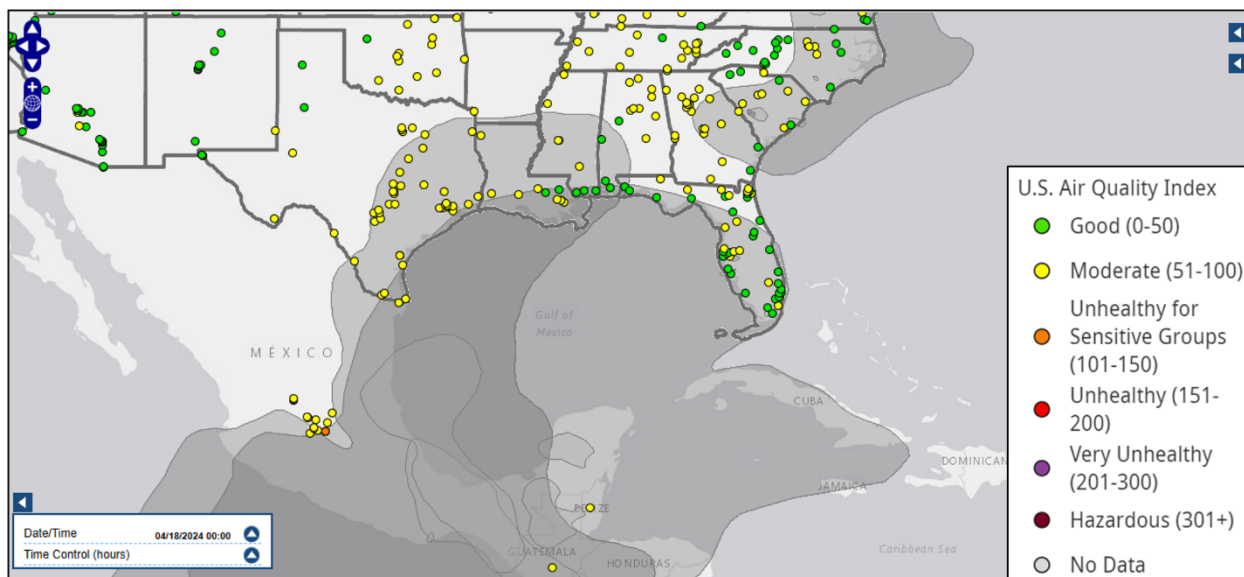 U.S. Air Quality Index
Good (0-50)
Moderate (51-100)
Unhealthy for
Sensitive Groups
(101-150)
Unhealthy (151-
200)
Very Unhealthy
(201-300)
Hazardous (301+)
No Data
Gulf of
Mexico
MÉXICO
CUBA
DOMINICAN
JAMAICA
BELIZE
GUATEMALA
HONDURAS
Caribbean Sea
Date/Time 04/18/2024 00:00
Time Control (hours)